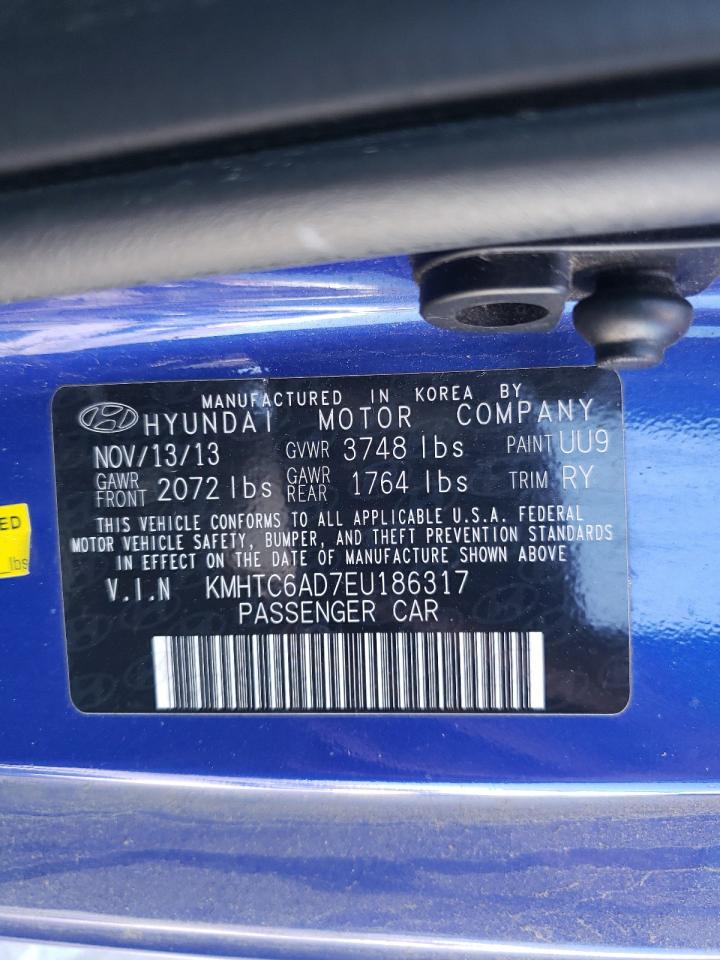 MANUFACTURED IN KOREA BY
HYUNDAI MOTOR COMPANY
NOV/13/13 GVWR 3748 lbs PAINT UU9
GAWR FRONT 2072 lbs GAWR REAR 1764 lbs TRIM RY
THIS VEHICLE CONFORMS TO ALL APPLICABLE U.S.A. FEDERAL
MOTOR VEHICLE SAFETY, BUMPER, AND THEFT PREVENTION STANDARDS
IN EFFECT ON THE DATE OF MANUFACTURE SHOWN ABOVE
V.I.N KMHTC6AD7EU186317
PASSENGER CAR
ED
lbs